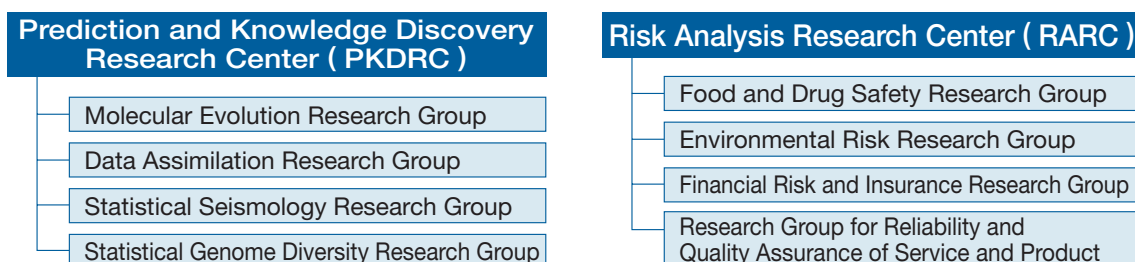 Prediction and Knowledge Discovery
Research Center ( PKDRC )
Molecular Evolution Research Group
Data Assimilation Research Group
Statistical Seismology Research Group
Statistical Genome Diversity Research Group
Risk Analysis Research Center ( RARC )
Food and Drug Safety Research Group
Environmental Risk Research Group
Financial Risk and Insurance Research Group
Research Group for Reliability and
Quality Assurance of Service and Product